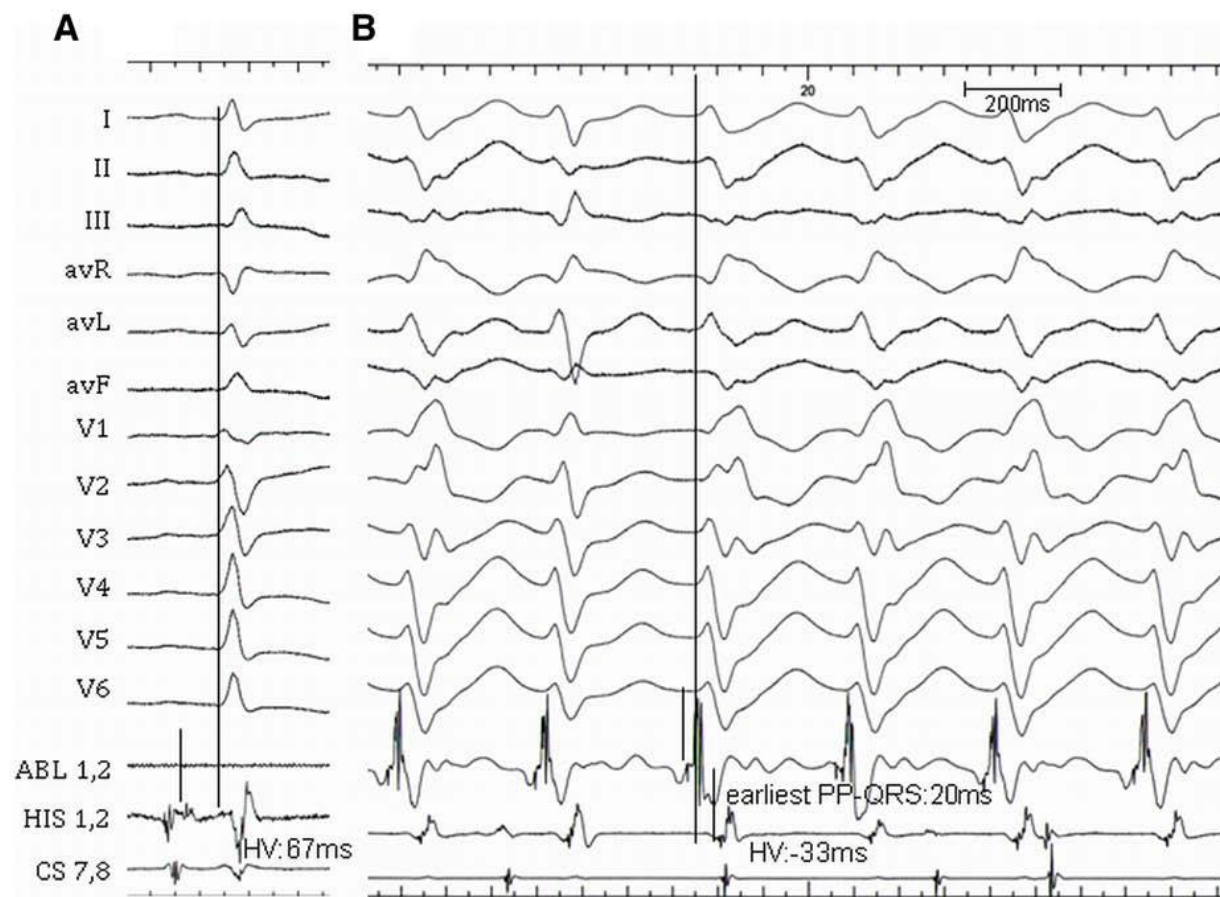 A
B
20
200ms
I
II
III
avR
avL
avF
V1
V2
V3
V4
V5
V6
ABL 1,2
earliest PP-QRS:20ms
HIS 1,2
HV:67ms
HV:-33ms
CS 7,8